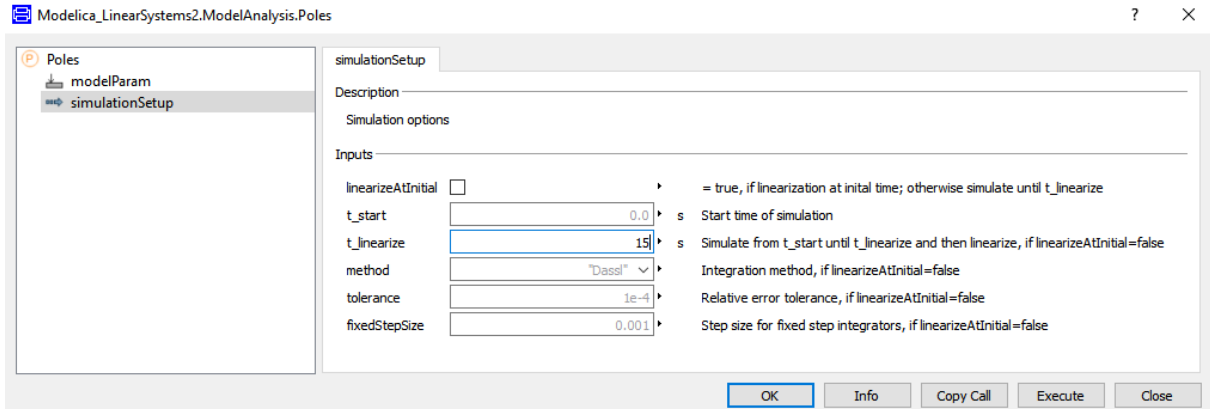 Modelica_LinearSystems2.ModelAnalysis.Poles ? ×
P Poles
modelParam
simulationSetup
simulationSetup
Description
Simulation options
Inputs
linearizeAtInitial = true, if linearization at inital time; otherwise simulate until t_linearize
t_start 0.0 s Start time of simulation
t_linearize 15 s Simulate from t_start until t_linearize and then linearize, if linearizeAtInitial=false
method "Dassl" Integration method, if linearizeAtInitial=false
tolerance 1e-4 Relative error tolerance, if linearizeAtInitial=false
fixedStepSize 0.001 Step size for fixed step integrators, if linearizeAtInitial=false
OK Info Copy Call Execute Close